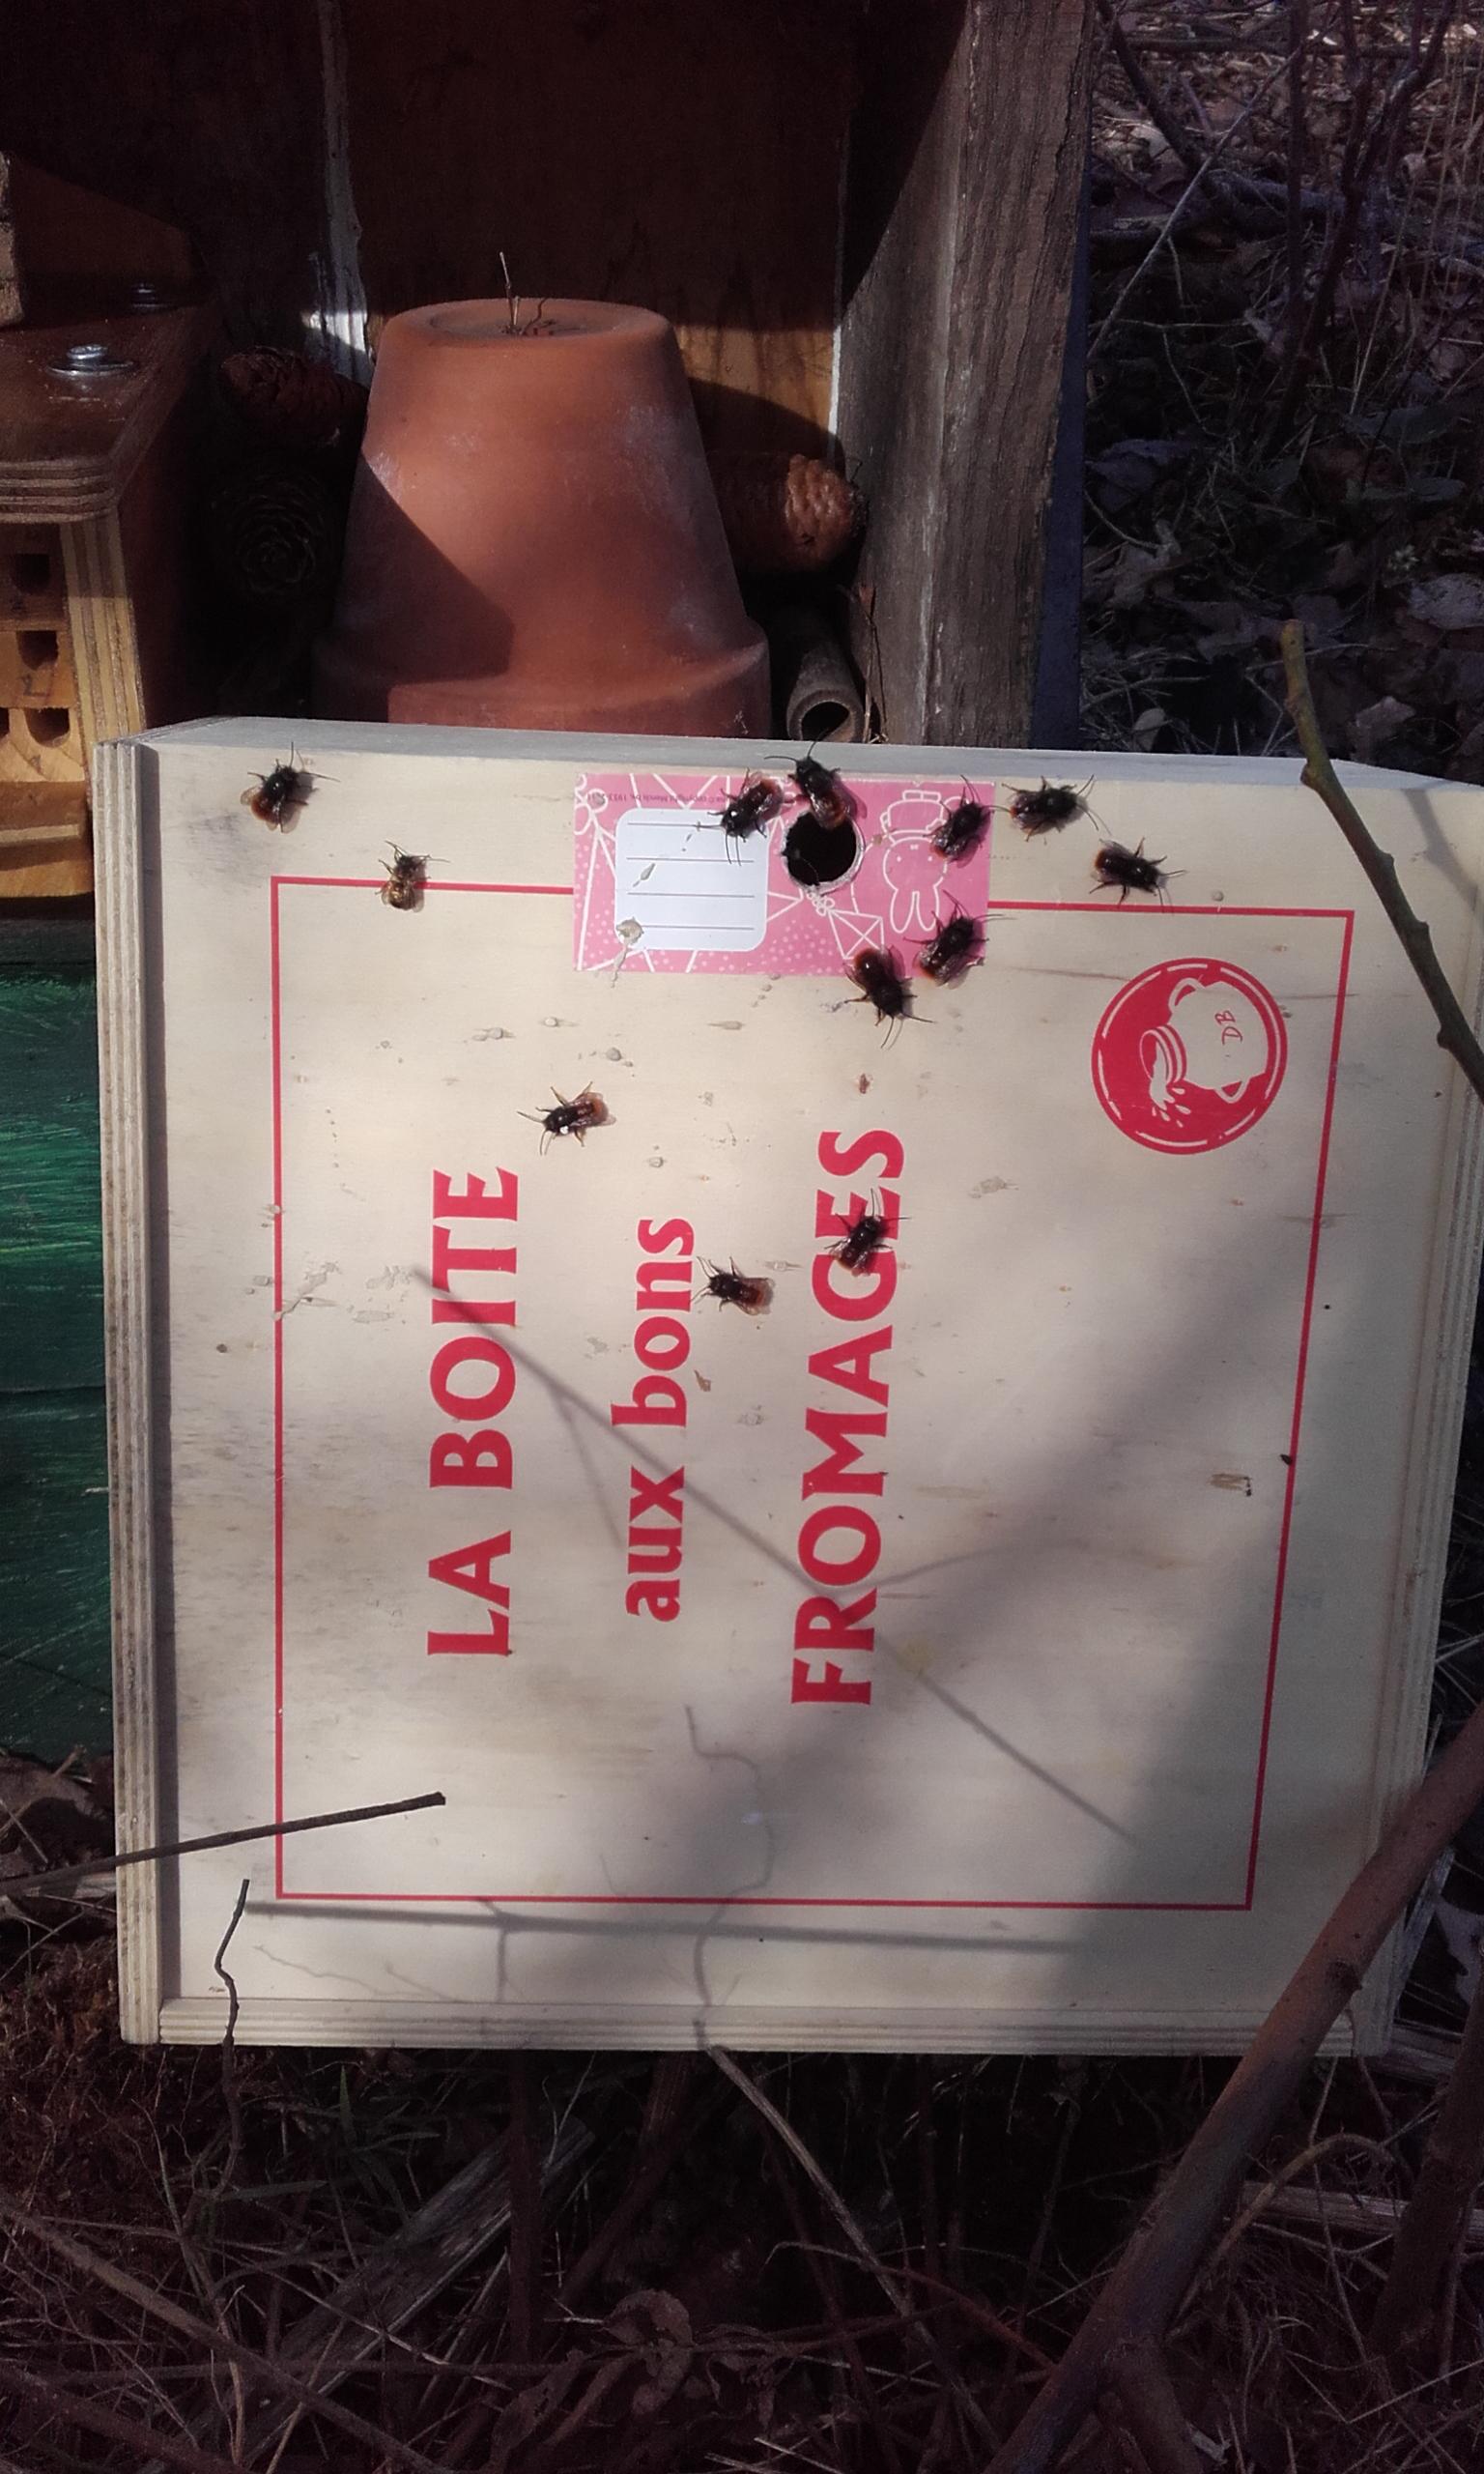 LA BOITE
aux bons
FROMAGES
DB